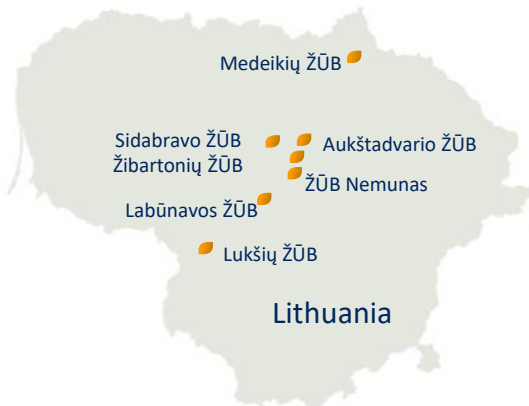 Medeikių ŽŪB
Sidabravo ŽŪB
Aukštadvario ŽŪB
Žibartonių ŽŪB
ŽŪB Nemunas
Labūnavos ŽŪB
Lukšių ŽŪB
Lithuania